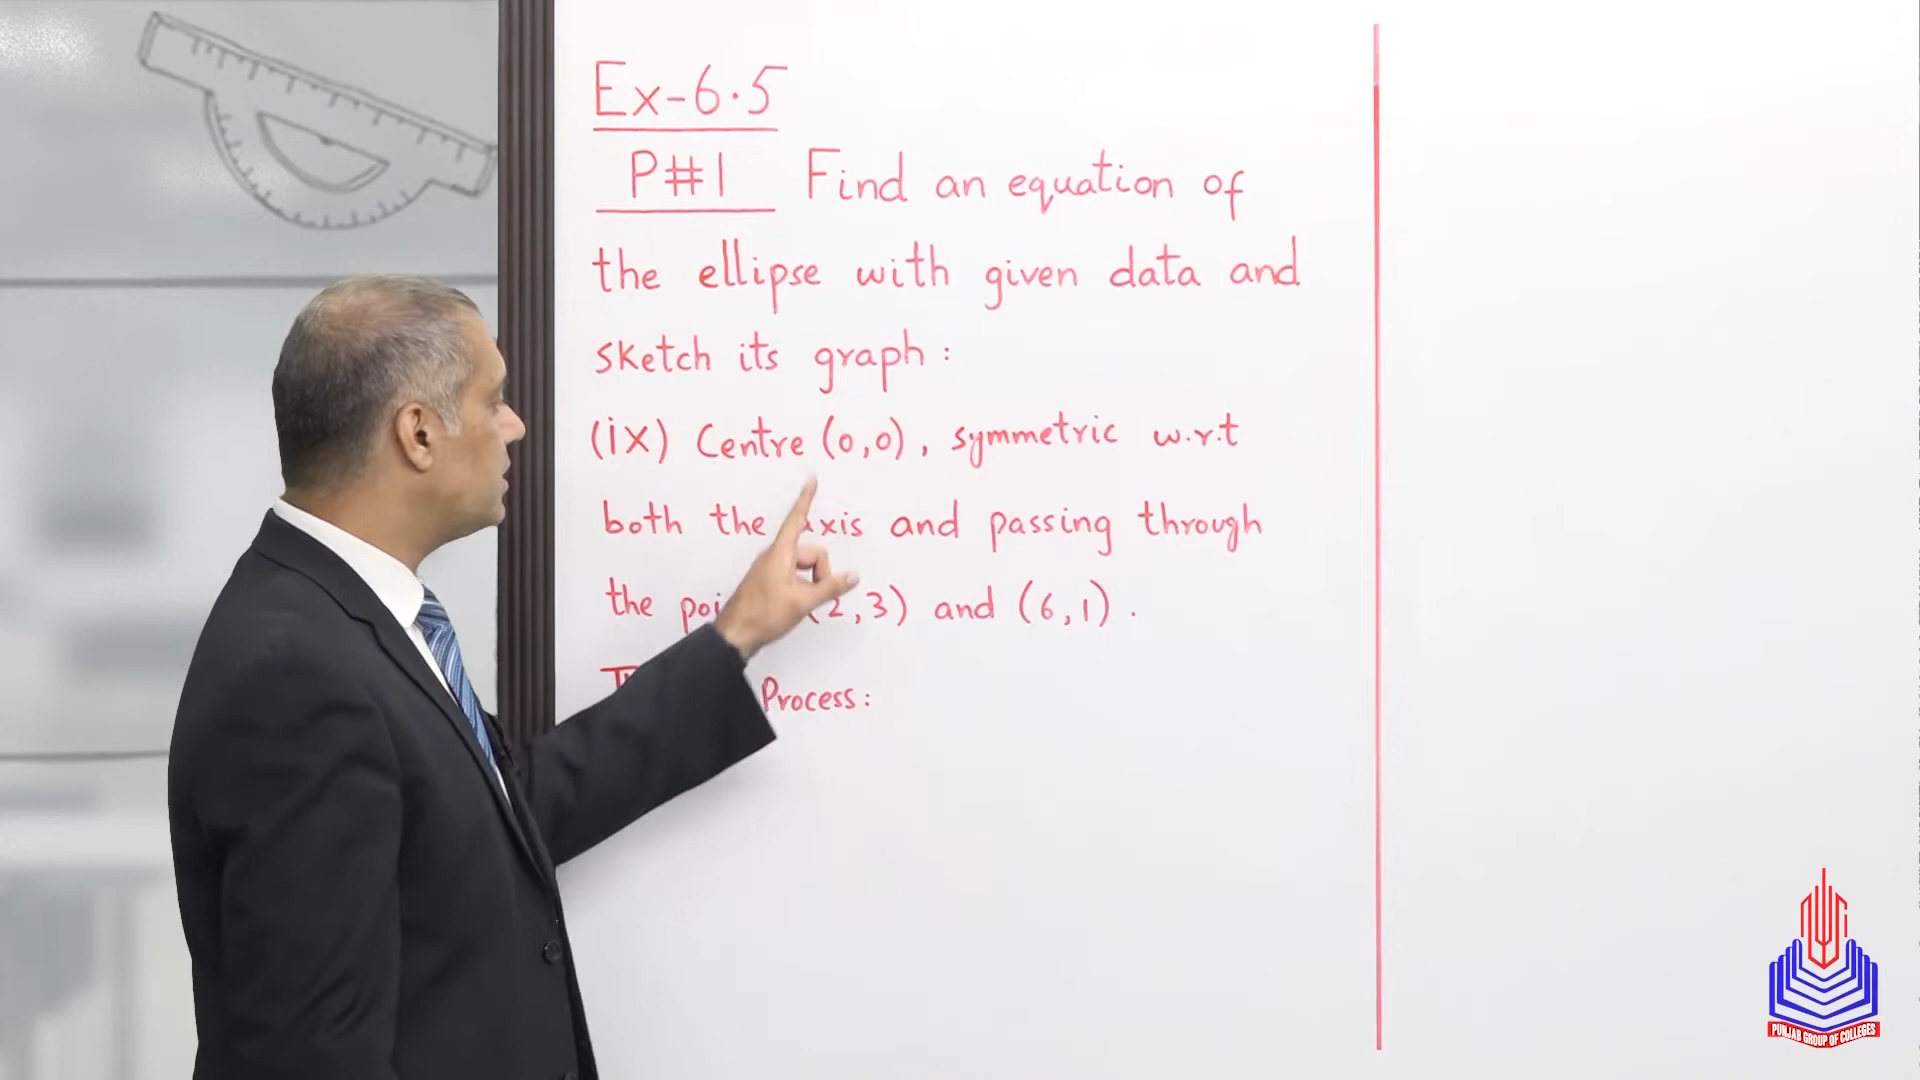 Ex-6.5
P#1 Find an equation of
the ellipse with given data and
sketch its graph:
(ix) Centre (0,0), symmetric w.r.t
both the axis and passing through
the (2,3) and (6,1).
Process:
PUNJAB GROUP OF COLLEGES